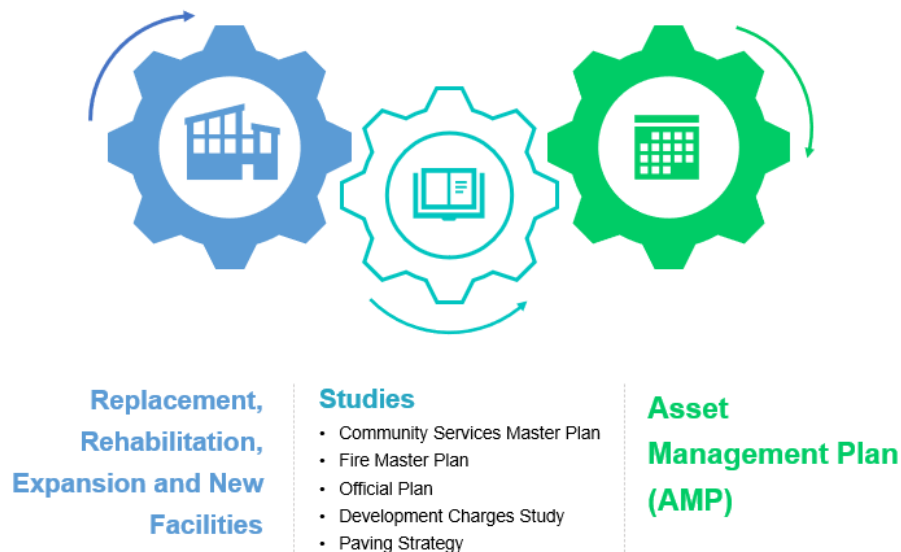 Replacement,
Rehabilitation,
Expansion and New
Facilities
Studies
• Community Services Master Plan
• Fire Master Plan
• Official Plan
• Development Charges Study
• Paving Strategy
Asset
Management Plan
(AMP)